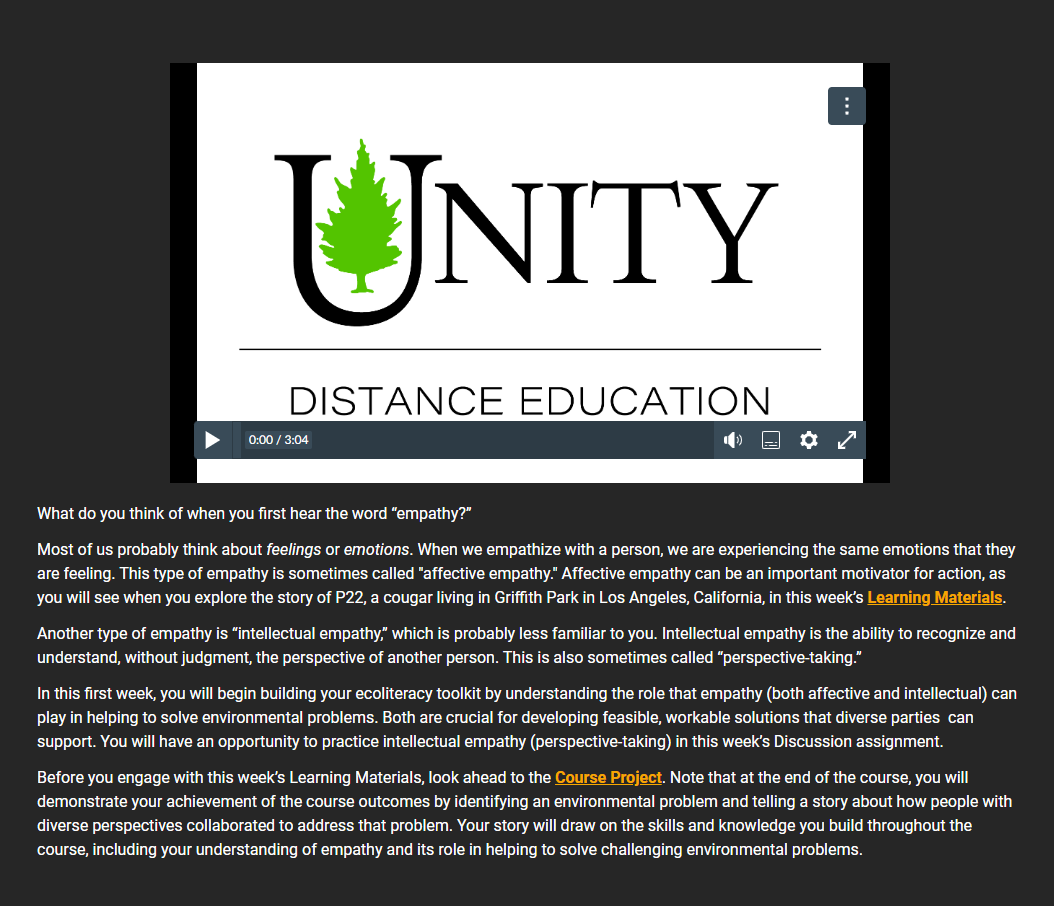 UNITY
DISTANCE EDUCATION
0:00 / 3:04
What do you think of when you first hear the word “empathy?”
Most of us probably think about feelings or emotions. When we empathize with a person, we are experiencing the same emotions that they
are feeling. This type of empathy is sometimes called "affective empathy." Affective empathy can be an important motivator for action, as
you will see when you explore the story of P22, a cougar living in Griffith Park in Los Angeles, California, in this week’s Learning Materials.
Another type of empathy is “intellectual empathy,” which is probably less familiar to you. Intellectual empathy is the ability to recognize and
understand, without judgment, the perspective of another person. This is also sometimes called “perspective-taking.”
In this first week, you will begin building your ecoliteracy toolkit by understanding the role that empathy (both affective and intellectual) can
play in helping to solve environmental problems. Both are crucial for developing feasible, workable solutions that diverse parties  can
support. You will have an opportunity to practice intellectual empathy (perspective-taking) in this week’s Discussion assignment.
Before you engage with this week’s Learning Materials, look ahead to the Course Project. Note that at the end of the course, you will
demonstrate your achievement of the course outcomes by identifying an environmental problem and telling a story about how people with
diverse perspectives collaborated to address that problem. Your story will draw on the skills and knowledge you build throughout the
course, including your understanding of empathy and its role in helping to solve challenging environmental problems.